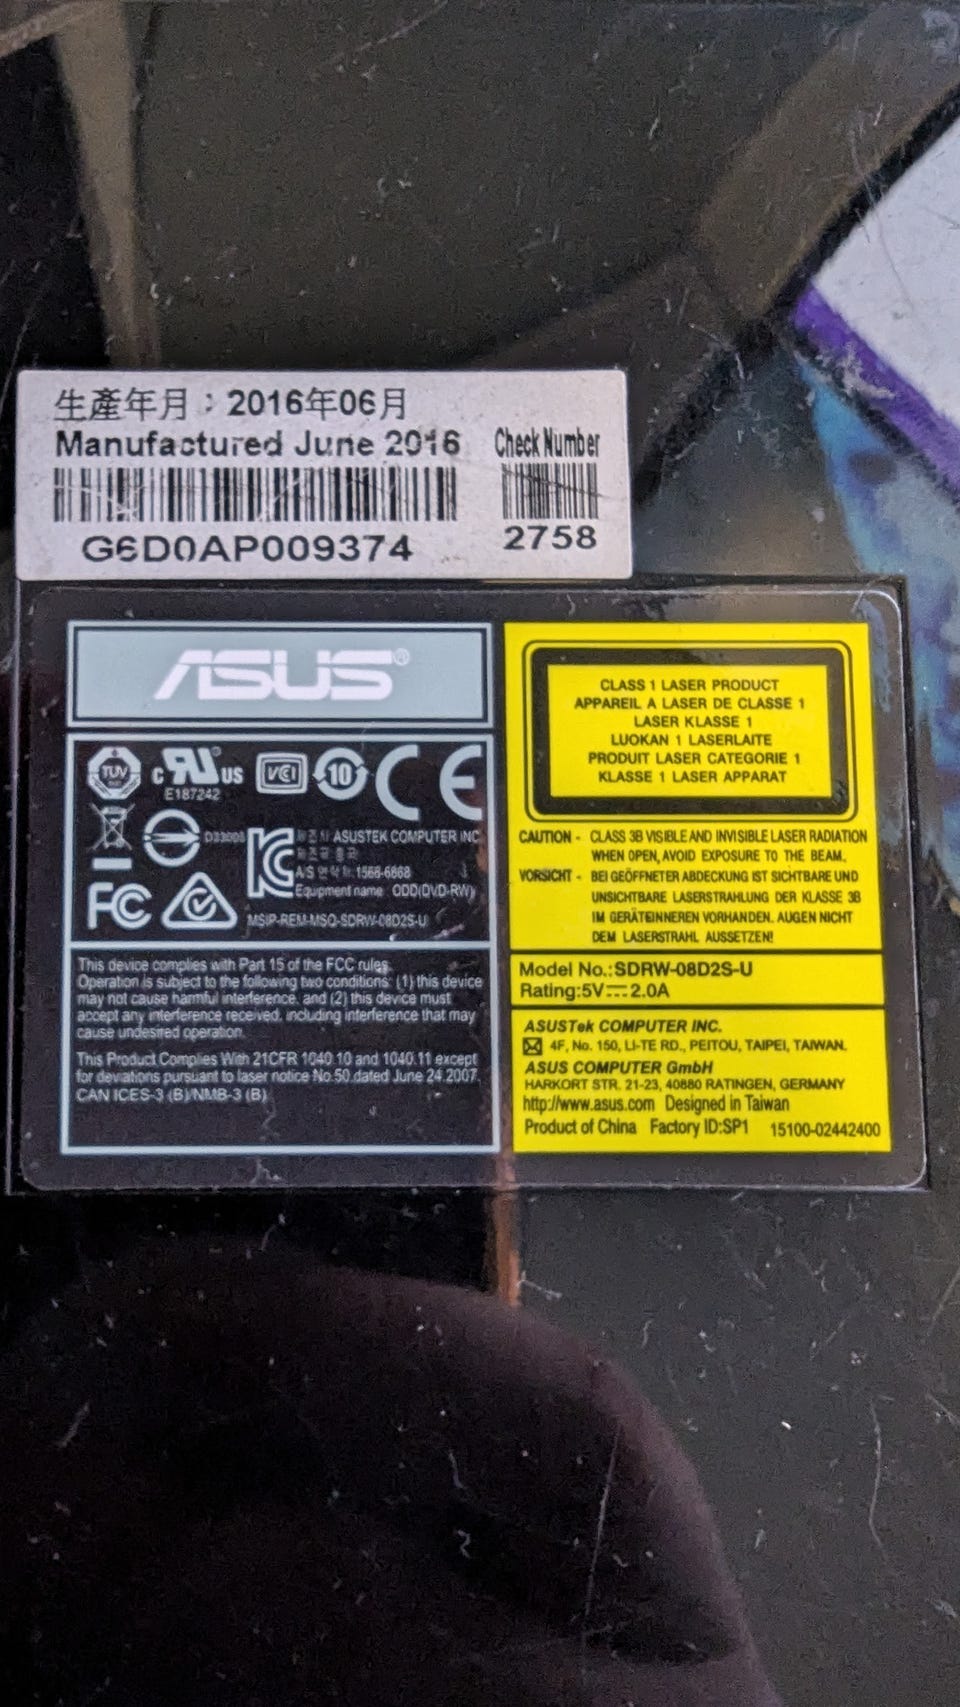 生產年月：2016年06月
Manufactured June 2016
Check Number
G6D0AP009374
2758
ASUS®
TUV
c RU US
E187242
VCI
10
CE
D33003
ASUSTEK COMPUTER INC
A/S 1566-6868
Equipment name ODD(DVD-RW)
FC
MSIP-REM-MSQ-SDRW-08D2S-U
This device complies with Part 15 of the FCC rules.
Operation is subject to the following two conditions: (1) this device
may not cause harmful interference, and (2) this device must
accept any interference received, including interference that may
cause undesired operation.
This Product Complies With 21CFR 1040.10 and 1040.11 except
for deviations pursuant to laser notice No.50,dated June 24,2007.
CAN ICES-3 (B)/NMB-3 (B)
CLASS 1 LASER PRODUCT
APPAREIL A LASER DE CLASSE 1
LASER KLASSE 1
LUOKAN 1 LASERLAITE
PRODUIT LASER CATEGORIE 1
KLASSE 1 LASER APPARAT
CAUTION - CLASS 3B VISIBLE AND INVISIBLE LASER RADIATION
WHEN OPEN, AVOID EXPOSURE TO THE BEAM.
VORSICHT - BEI GEÖFFNETER ABDECKUNG IST SICHTBARE UND
UNSICHTBARE LASERSTRAHLUNG DER KLASSE 3B
IM GERÄTEINNEREN VORHANDEN. AUGEN NICHT
DEM LASERSTRAHL AUSSETZEN!
Model No.:SDRW-08D2S-U
Rating:5V⎓2.0A
ASUSTek COMPUTER INC.
4F, No. 150, LI-TE RD., PEITOU, TAIPEI, TAIWAN.
ASUS COMPUTER GmbH
HARKORT STR. 21-23, 40880 RATINGEN, GERMANY
http://www.asus.com Designed in Taiwan
Product of China Factory ID:SP1 15100-02442400